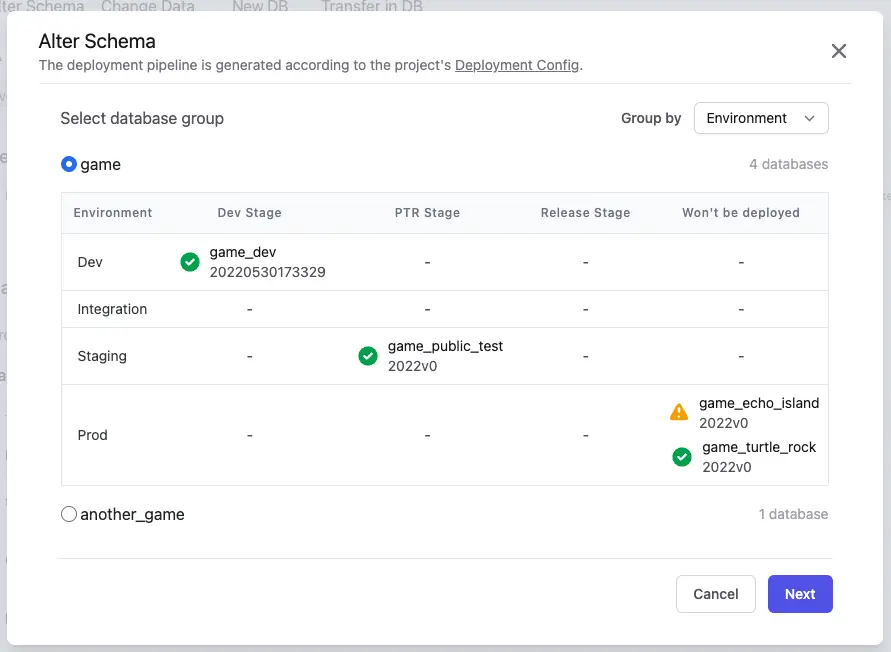 lter Schema Change Data New DB Transfer in DB
Alter Schema
The deployment pipeline is generated according to the project's Deployment Config.
Select database group
Group by Environment
game 4 databases
Environment Dev Stage PTR Stage Release Stage Won't be deployed
Dev game_dev - - -
20220530173329
Integration - - - -
Staging - game_public_test - -
2022v0
Prod - - - game_echo_island
2022v0
game_turtle_rock
2022v0
another_game 1 database
Cancel Next